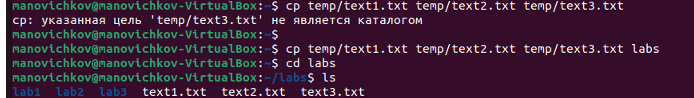 manovichkov@manovichkov-VirtualBox:~$ cp temp/text1.txt temp/text2.txt temp/text3.txt
cp: указанная цель 'temp/text3.txt' не является каталогом
manovichkov@manovichkov-VirtualBox:~$
manovichkov@manovichkov-VirtualBox:~$ cp temp/text1.txt temp/text2.txt temp/text3.txt labs
manovichkov@manovichkov-VirtualBox:~$ cd labs
manovichkov@manovichkov-VirtualBox:~/labs$ ls
lab1 lab2 lab3 text1.txt text2.txt text3.txt